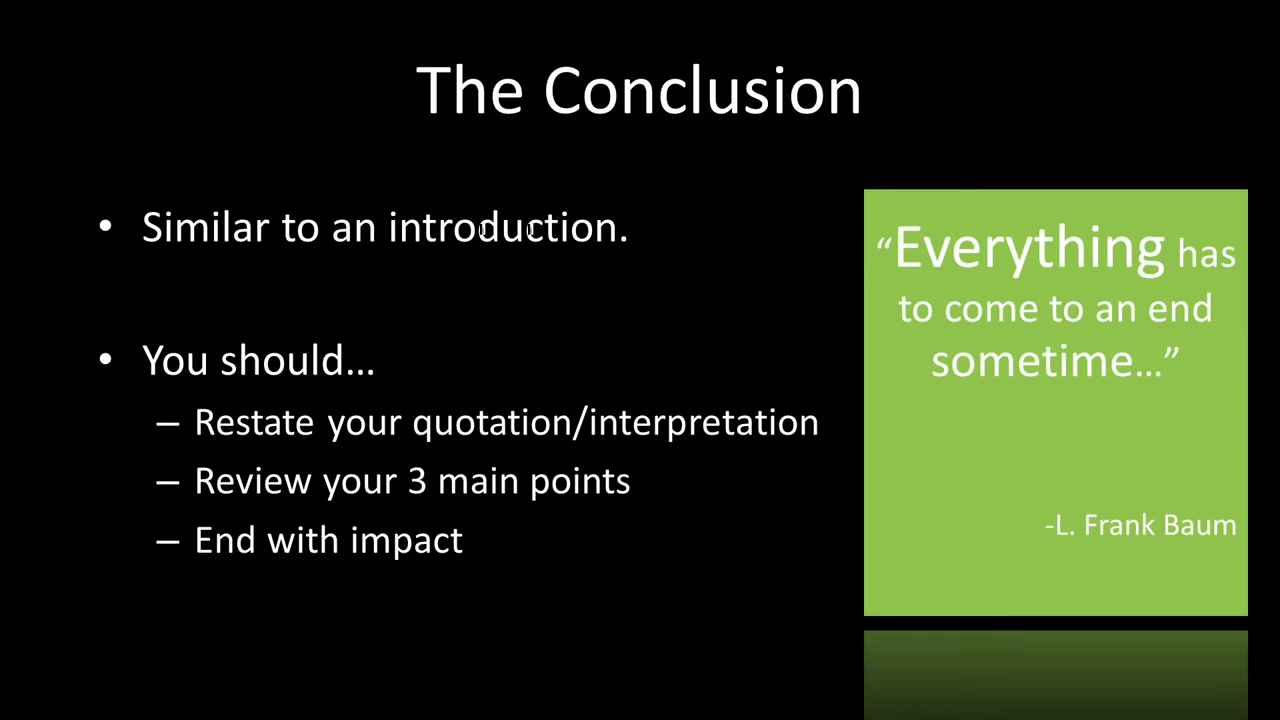 The Conclusion
• Similar to an introduction.
• You should…
– Restate your quotation/interpretation
– Review your 3 main points
– End with impact
“Everything has
to come to an end
sometime…”
-L. Frank Baum